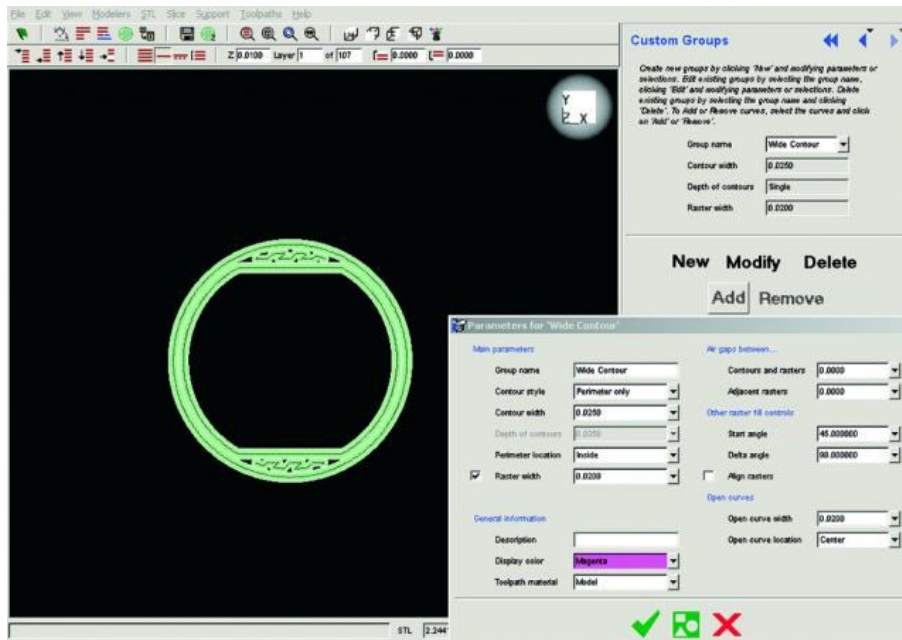 File Edit View Modelers STL Slice Support Toolpaths Help
Z 0.0100 Layer 1 of 107 0.0000 0.0000
Y
Z X
Custom Groups
Create new groups by clicking 'New' and modifying parameters or
selections. Edit existing groups by selecting the group name,
clicking 'Edit' and modifying parameters or selections. Delete
existing groups by selecting the group name and clicking
'Delete'. To Add or Remove curves, select the curves and click
on 'Add' or 'Remove'.
Group name Wide Contour
Contour width 0.0250
Depth of contours Single
Raster width 0.0200
New Modify Delete
Add Remove
Parameters for 'Wide Contour'
Main parameters
Group name Wide Contour
Contour style Perimeter only
Contour width 0.0250
Depth of contours 0.0250
Perimeter location Inside
Raster width 0.0200
General information
Description
Display color Magenta
Toolpath material Model
Air gaps between...
Contours and rasters 0.0000
Adjacent rasters 0.0000
Other raster fill controls
Start angle 45.000000
Delta angle 90.000000
Align rasters
Open curves
Open curve width 0.0200
Open curve location Center
STL 2.244